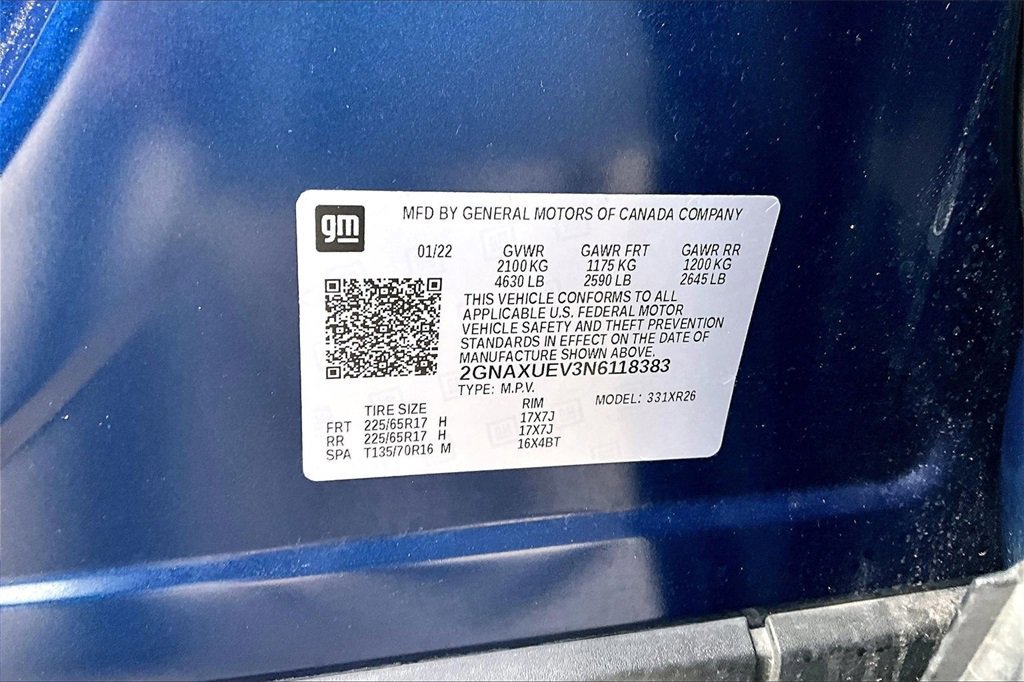 gm
MFD BY GENERAL MOTORS OF CANADA COMPANY
01/22 GVWR GAWR FRT GAWR RR
2100 KG 1175 KG 1200 KG
4630 LB 2590 LB 2645 LB
THIS VEHICLE CONFORMS TO ALL
APPLICABLE U.S. FEDERAL MOTOR
VEHICLE SAFETY AND THEFT PREVENTION
STANDARDS IN EFFECT ON THE DATE OF
MANUFACTURE SHOWN ABOVE.
2GNAXUEV3N6118383
TYPE: M.P.V.
TIRE SIZE RIM MODEL: 331XR26
FRT 225/65R17 H 17X7J
RR 225/65R17 H 17X7J
SPA T135/70R16 M 16X4BT